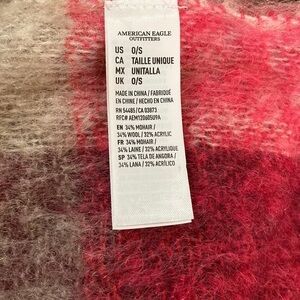 AMERICAN EAGLE
OUTFITTERS
US O/S
CA TAILLE UNIQUE
MX UNITALLA
UK O/S
MADE IN CHINA / FABRIQUÉ
EN CHINE / HECHO EN CHINA
RN 54485/CA 03873
RFC# AEM120605U9A
EN 34% MOHAIR /
34% WOOL / 32% ACRYLIC
FR 34% MOHAIR /
34% LAINE / 32% ACRYLIQUE
SP 34% TELA DE ANGORA /
34% LANA / 32% ACRÍLICO